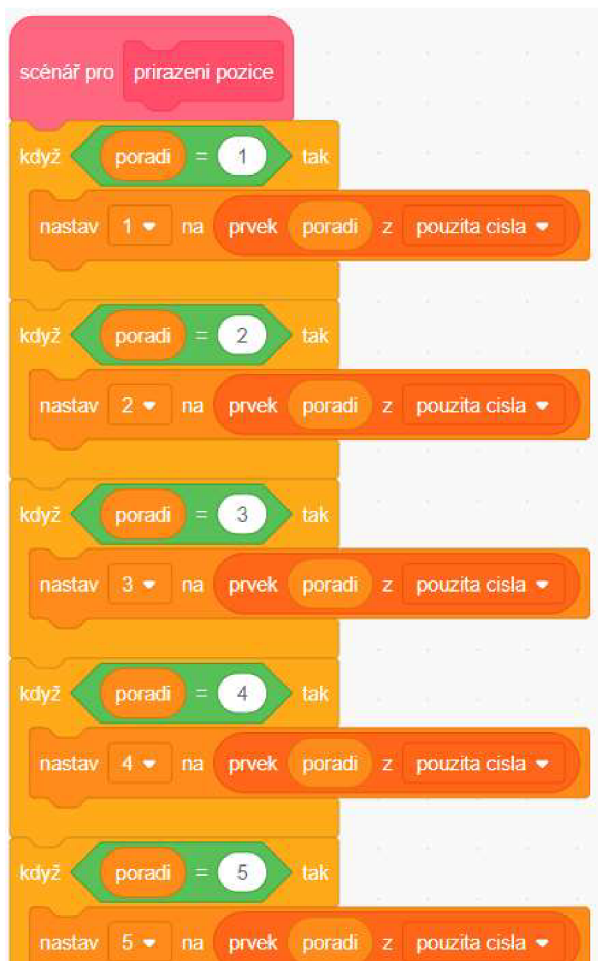 scénář pro prirazeni pozice
když poradi = 1 tak
nastav 1 na prvek poradi z pouzita cisla
když poradi = 2 tak
nastav 2 na prvek poradi z pouzita cisla
když poradi = 3 tak
nastav 3 na prvek poradi z pouzita cisla
když poradi = 4 tak
nastav 4 na prvek poradi z pouzita cisla
když poradi = 5 tak
nastav 5 na prvek poradi z pouzita cisla